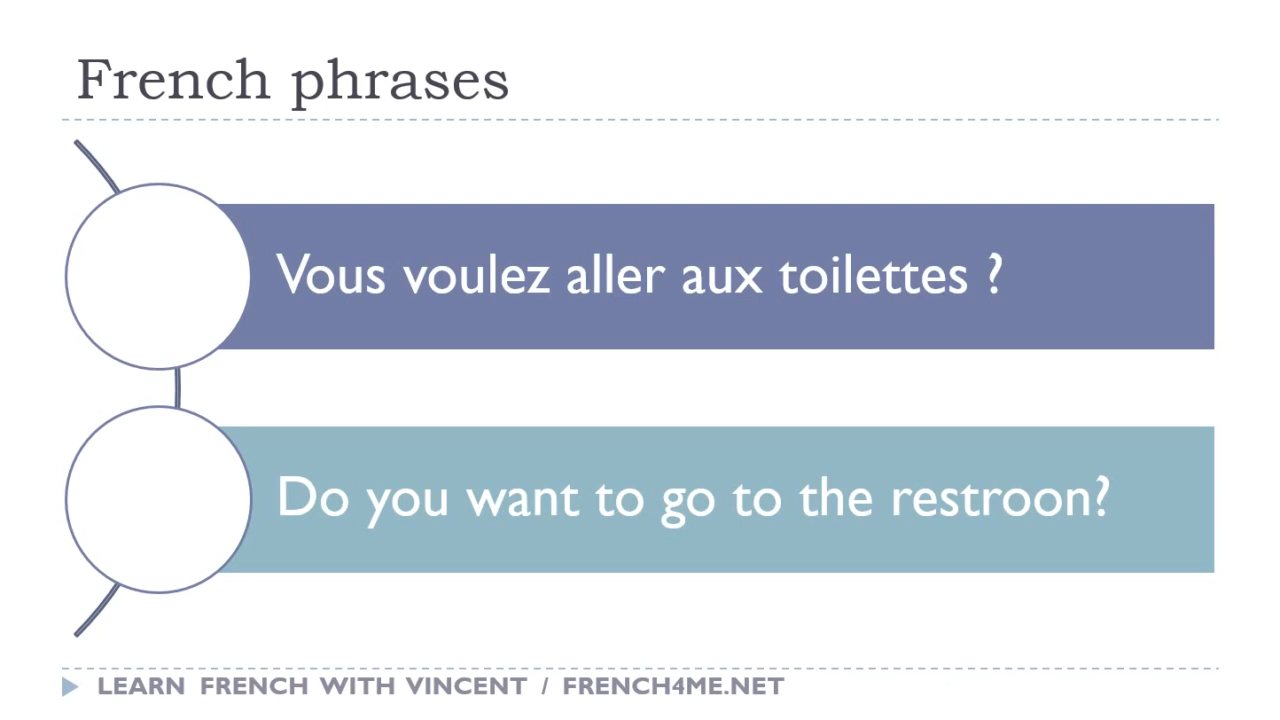 French phrases
Vous voulez aller aux toilettes ?
Do you want to go to the restroon?
LEARN FRENCH WITH VINCENT / FRENCH4ME.NET